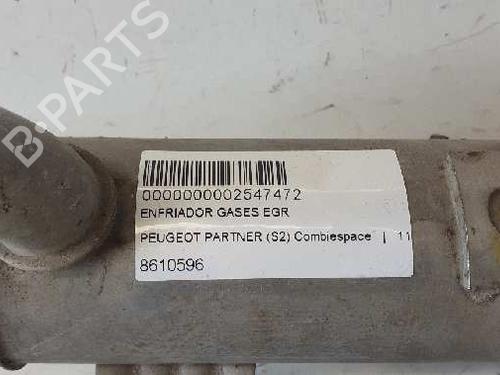 B-PARTS
0000000002547472
ENFRIADOR GASES EGR
PEUGEOT PARTNER (S2) Combiespace | 11
8610596